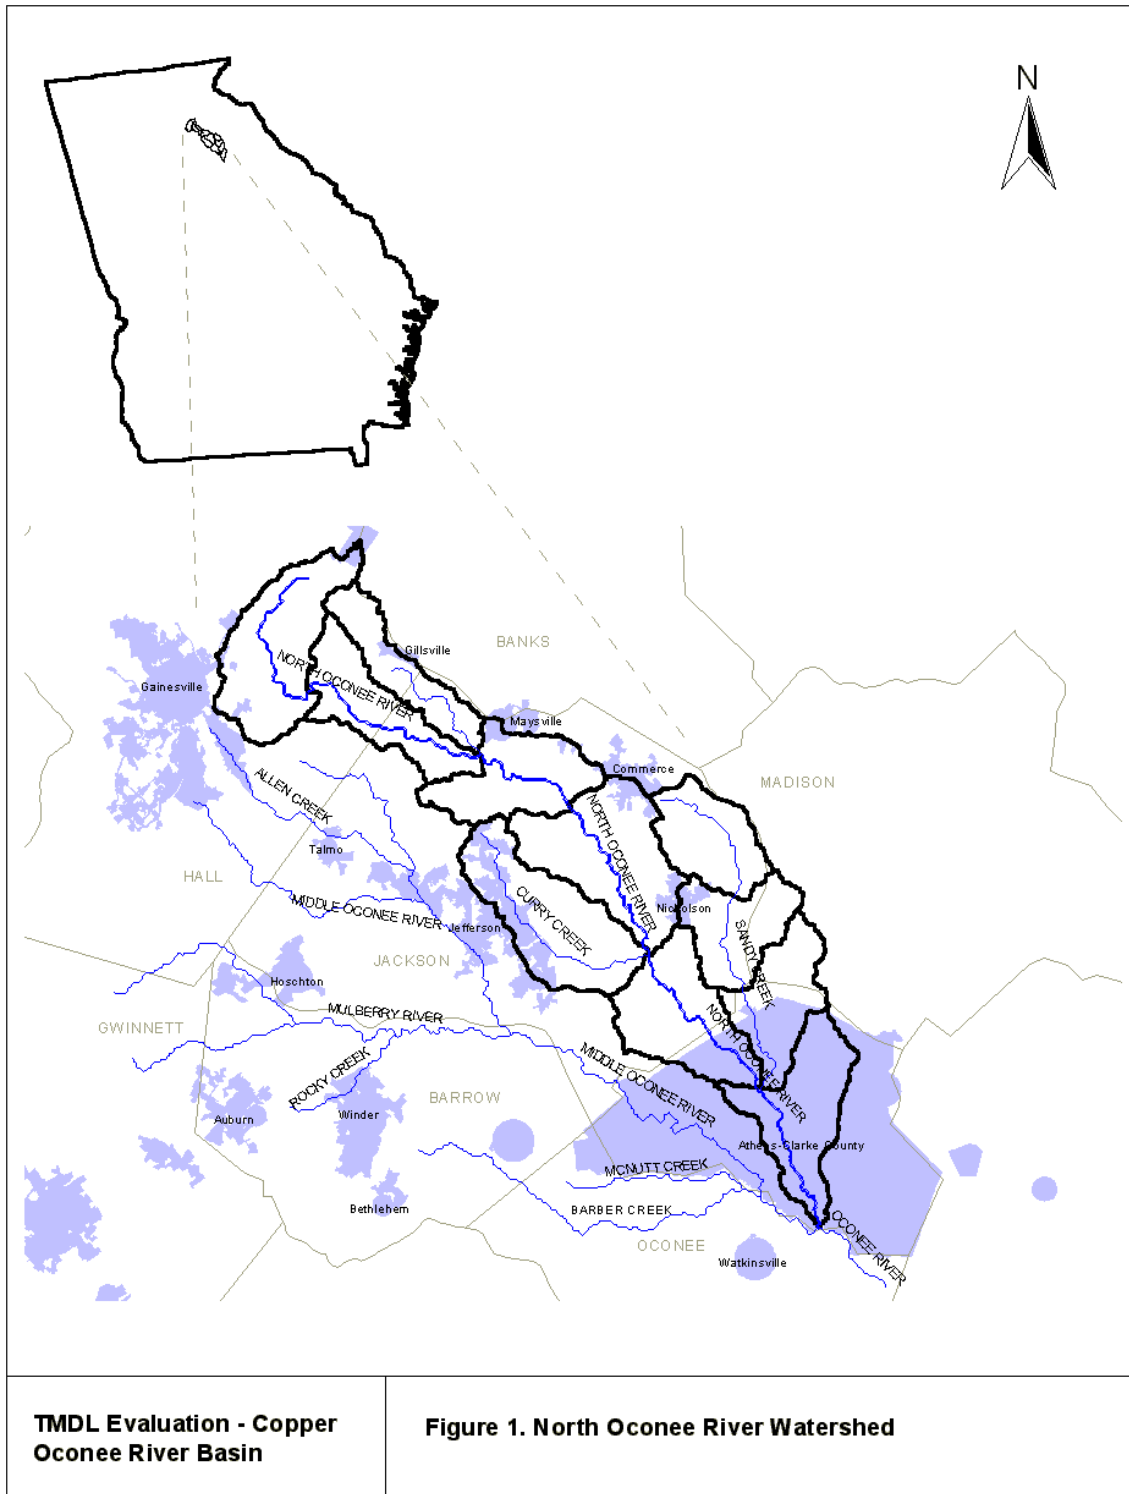 N
BANKS
Gillsville
NORTH OCONEE RIVER
Gainesville
Maysville
Commerce
MADISON
ALLEN CREEK
NORTH OCONEE RIVER
Talmo
HALL
MIDDLE OCONEE RIVER
CURRY CREEK
Nicholson
Jefferson
SANDY CREEK
JACKSON
Hoschton
MULBERRY RIVER
NORTH OCONEE RIVER
GWINNETT
ROCKY CREEK
MIDDLE OCONEE RIVER
BARROW
Auburn
Winder
Athens-Clarke County
MCNUTT CREEK
Bethlehem
BARBER CREEK
OCONEE
OCONEE RIVER
Watkinsville
TMDL Evaluation - Copper
Oconee River Basin
Figure 1. North Oconee River Watershed